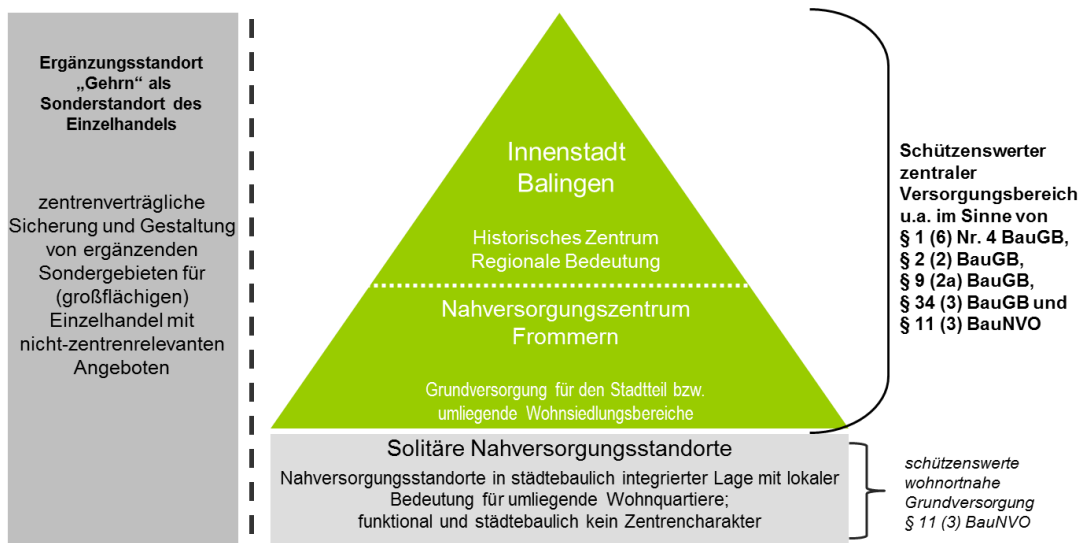 Ergänzungsstandort
„Gehrn“ als
Sonderstandort des
Einzelhandels
zentrenverträgliche
Sicherung und Gestaltung
von ergänzenden
Sondergebieten für
(großflächigen)
Einzelhandel mit
nicht-zentrenrelevanten
Angeboten
Innenstadt
Balingen
Historisches Zentrum
Regionale Bedeutung
Nahversorgungszentrum
Frommern
Grundversorgung für den Stadtteil bzw.
umliegende Wohnsiedlungsbereiche
Solitäre Nahversorgungsstandorte
Nahversorgungsstandorte in städtebaulich integrierter Lage mit lokaler
Bedeutung für umliegende Wohnquartiere;
funktional und städtebaulich kein Zentrencharakter
Schützenswerter
zentraler
Versorgungsbereich
u.a. im Sinne von
§ 1 (6) Nr. 4 BauGB,
§ 2 (2) BauGB,
§ 9 (2a) BauGB,
§ 34 (3) BauGB und
§ 11 (3) BauNVO
schützenswerte
wohnortnahe
Grundversorgung
§ 11 (3) BauNVO